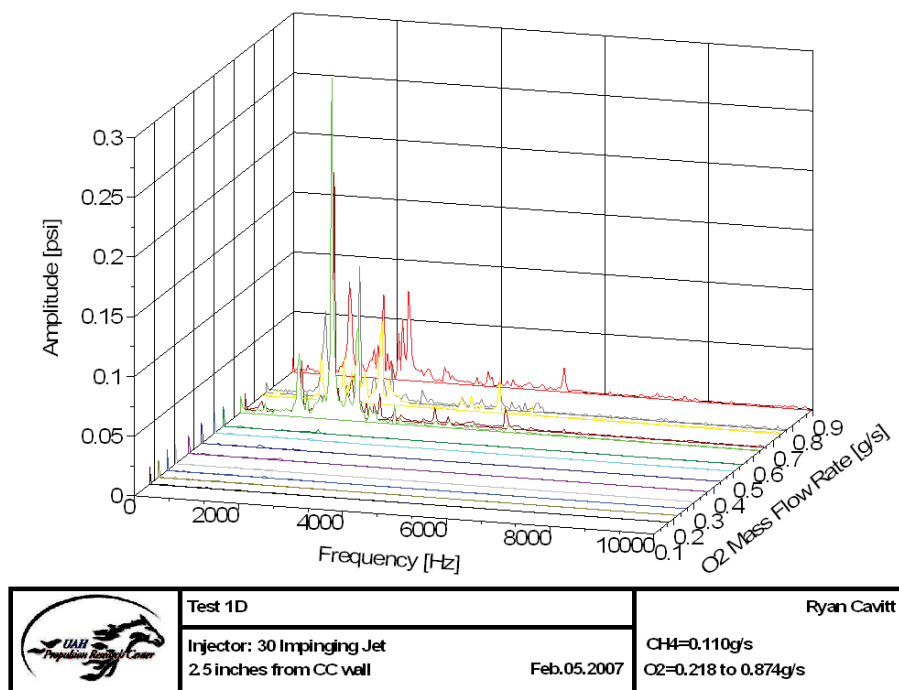 0.3
0.25
0.2
0.15
0.1
0.05
0
Amplitude [psi]
0
2000
4000
6000
8000
10000
Frequency [Hz]
0.1
0.2
0.3
0.4
0.5
0.6
0.7
0.8
0.9
O2 Mass Flow Rate [g/s]
UAH
Propulsion Research Center
Test 1D
Injector: 30 Impinging Jet
2.5 inches from CC wall
Feb.05.2007
Ryan Cavitt
CH4=0.110g/s
O2=0.218 to 0.874g/s